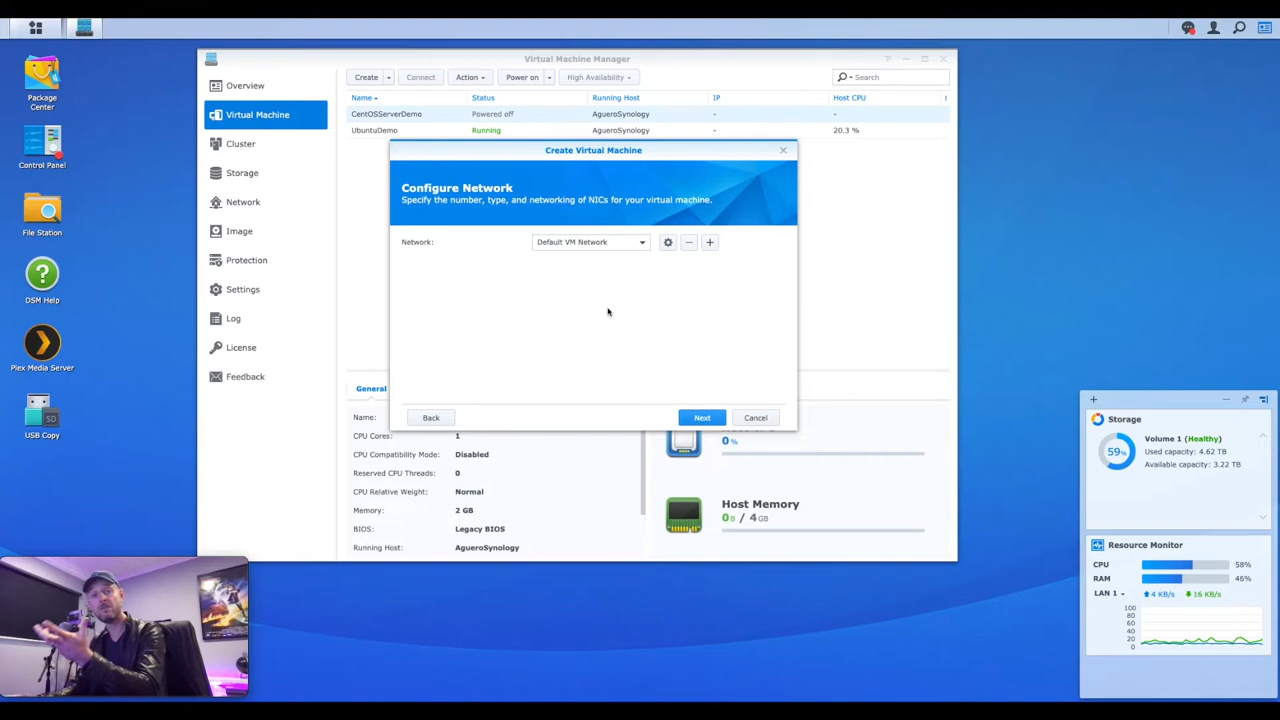 Virtual Machine Manager
Package
Center
Control Panel
File Station
DSM Help
Plex Media Server
USB Copy
Overview
Virtual Machine
Cluster
Storage
Network
Image
Protection
Settings
Log
License
Feedback
Create Connect Action Power on High Availability Search
Name Status Running Host IP Host CPU
CentOSServerDemo Powered off AgueroSynology - -
UbuntuDemo Running AgueroSynology - 20.3 %
Create Virtual Machine
Configure Network
Specify the number, type, and networking of NICs for your virtual machine.
Network: Default VM Network
Back Next Cancel
General
Name:
CPU Cores: 1
CPU Compatibility Mode: Disabled
Reserved CPU Threads: 0
CPU Relative Weight: Normal
Memory: 2 GB
BIOS: Legacy BIOS
Running Host: AgueroSynology
0 %
Host Memory
0 B / 4 GB
Storage
59%
Volume 1 (Healthy)
Used capacity: 4.62 TB
Available capacity: 3.22 TB
Resource Monitor
CPU 58%
RAM 46%
LAN 1 4 KB/s 16 KB/s
100
80
60
40
20
0